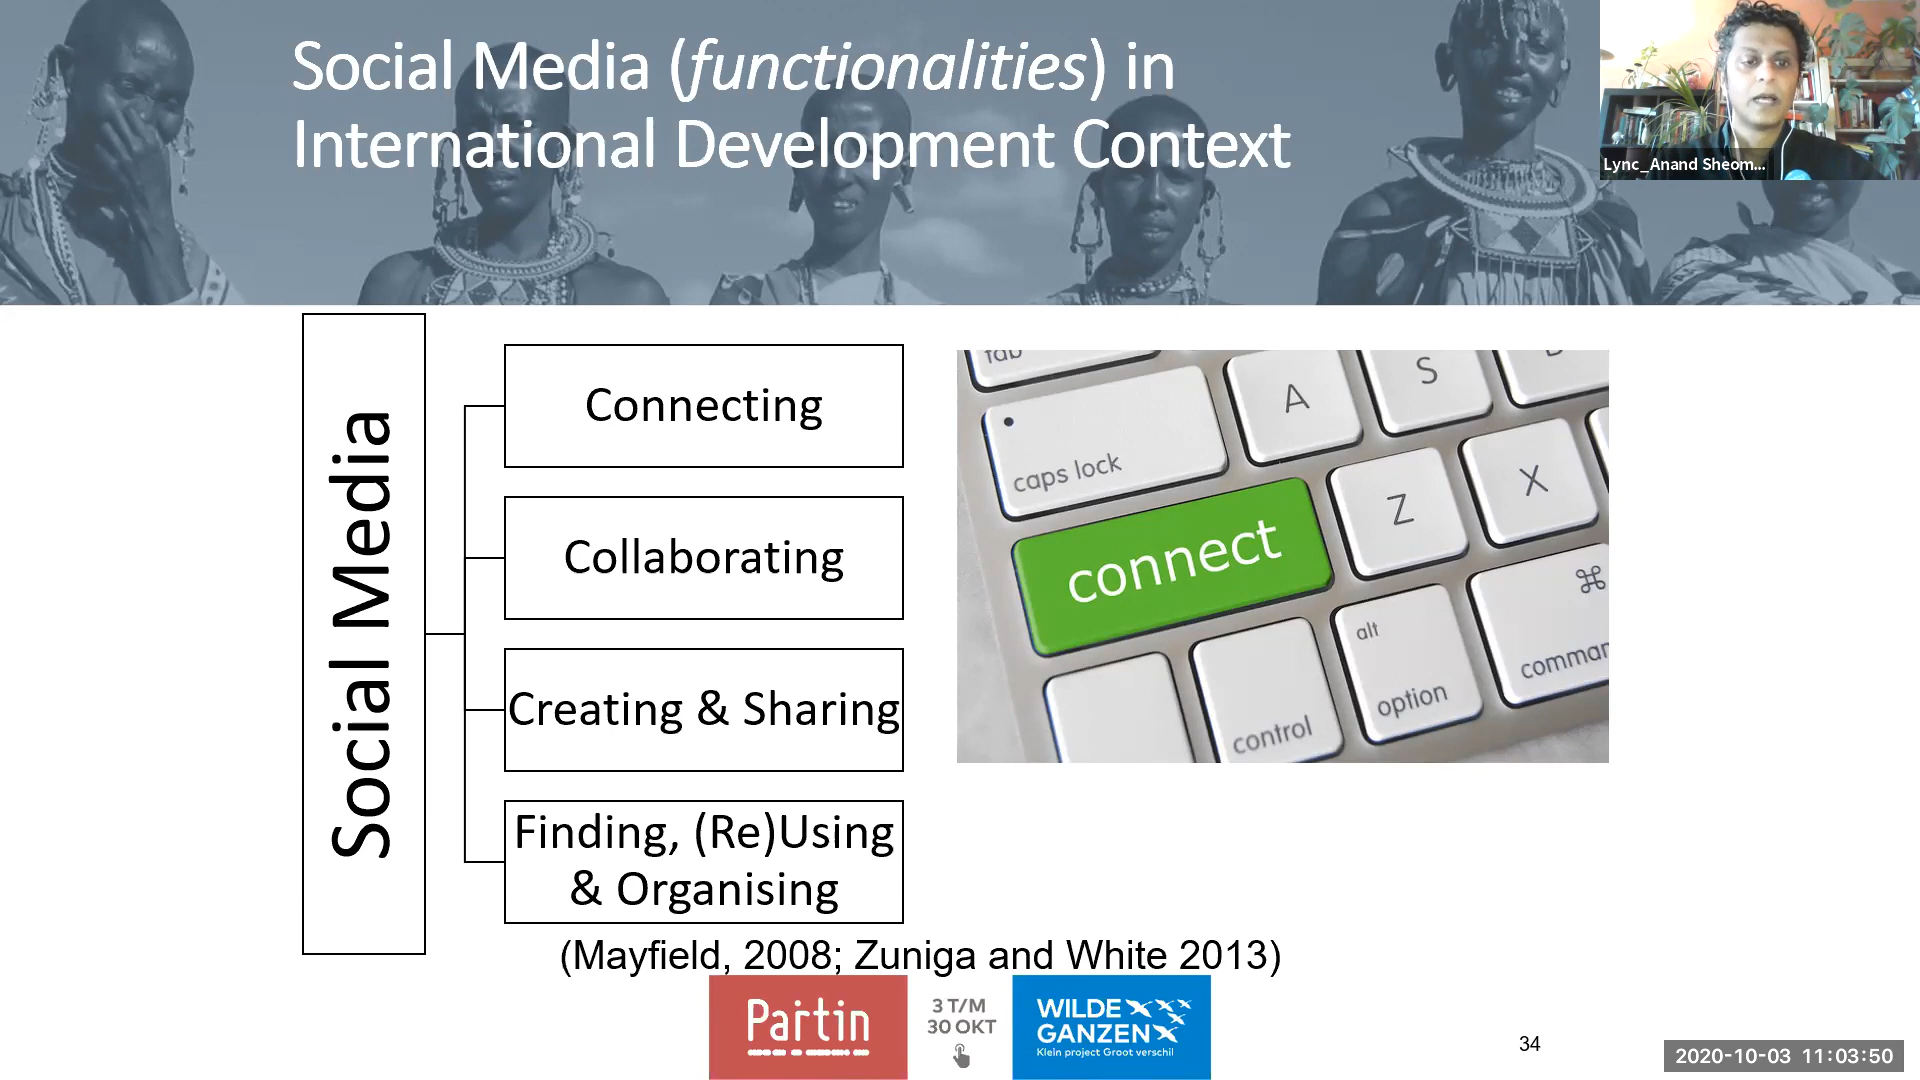 Social Media (functionalities) in
International Development Context
Lync_Anand Sheom...
Social Media
Connecting
Collaborating
Creating & Sharing
Finding, (Re)Using
& Organising
tab
A
S
caps lock
connect
Z
X
⌘
alt
option
control
(Mayfield, 2008; Zuniga and White 2013)
Partin
3 T/M
30 OKT
WILDE
GANZEN
Klein project Groot verschil
34
2020-10-03 11:03:50